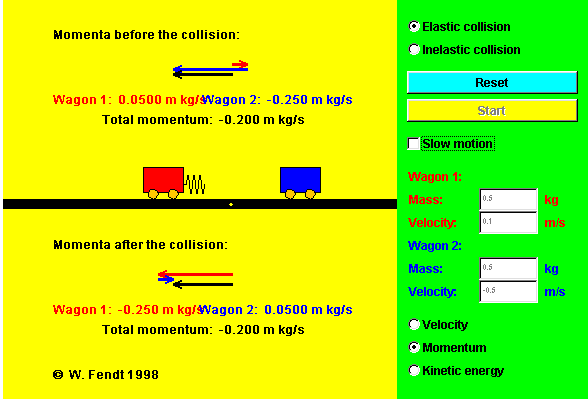 Momenta before the collision:
Wagon 1: 0.0500 m kg/s Wagon 2: -0.250 m kg/s
Total momentum: -0.200 m kg/s
Momenta after the collision:
Wagon 1: -0.250 m kg/s Wagon 2: 0.0500 m kg/s
Total momentum: -0.200 m kg/s
© W. Fendt 1998
Elastic collision
Inelastic collision
Reset
Start
Slow motion
Wagon 1:
Mass: 0.5 kg
Velocity: 0.1 m/s
Wagon 2:
Mass: 0.5 kg
Velocity: -0.5 m/s
Velocity
Momentum
Kinetic energy